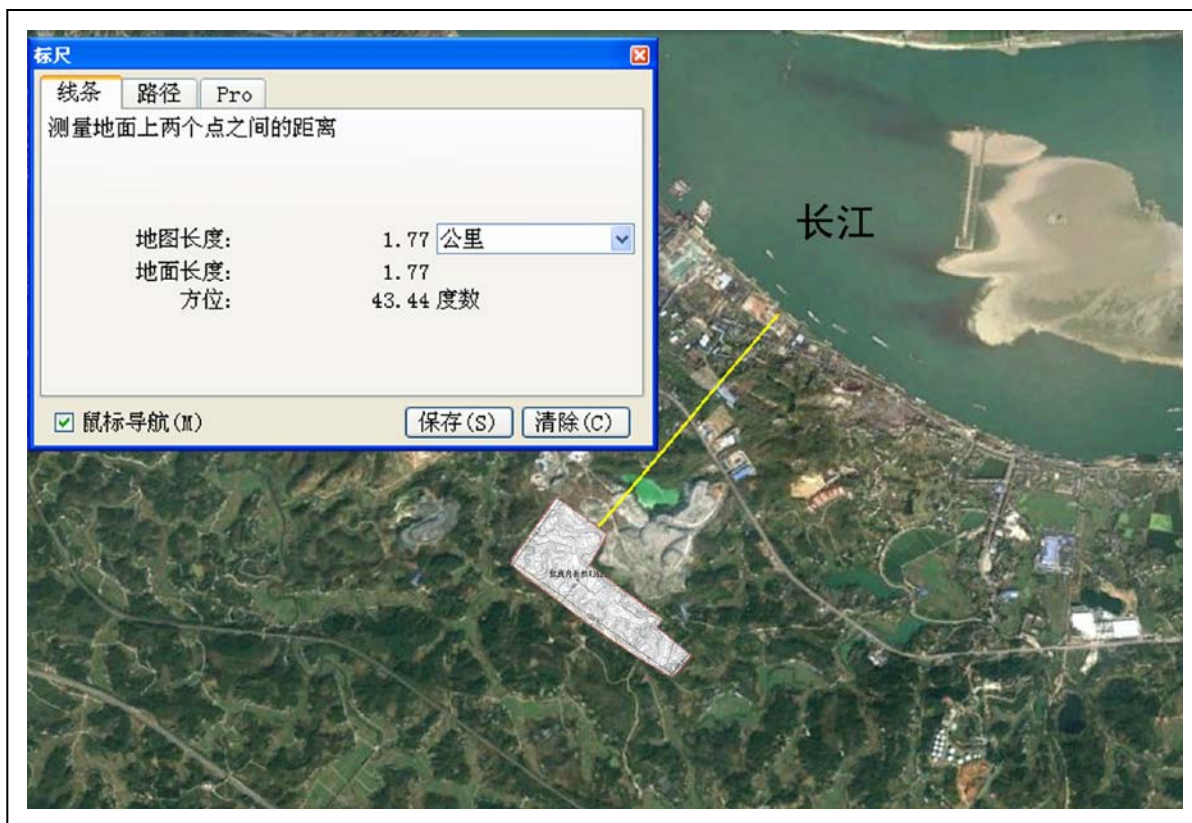 标尺
线条 路径 Pro
测量地面上两个点之间的距离
地图长度: 1.77 公里
地面长度: 1.77
方位: 43.44 度数
鼠标导航(M) 保存(S) 清除(C)
长江